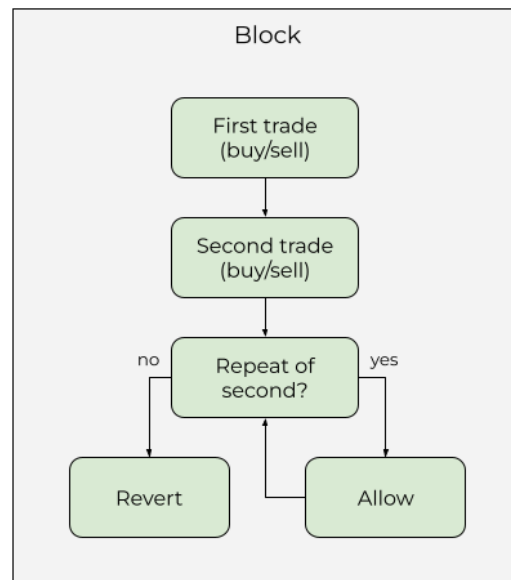 Block
First trade
(buy/sell)
Second trade
(buy/sell)
no
yes
Repeat of
second?
Revert
Allow